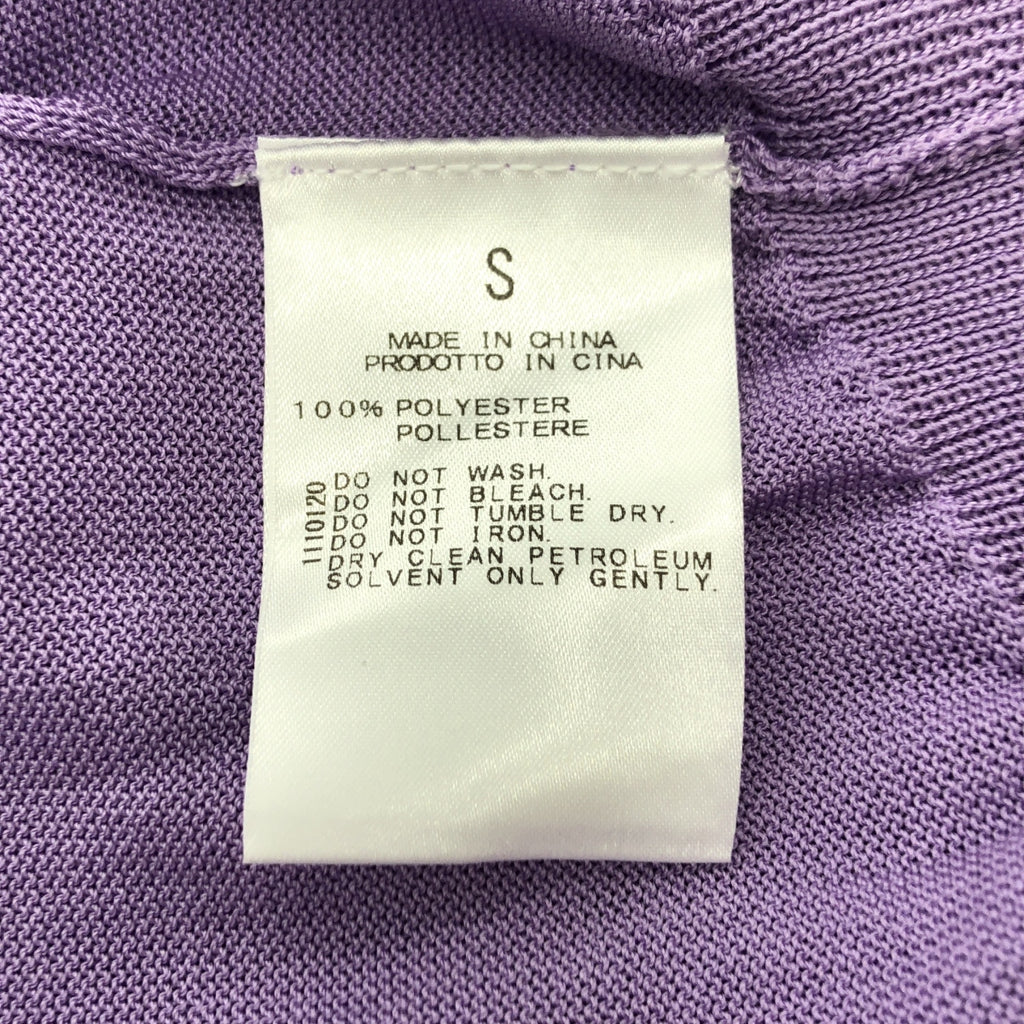 S
MADE IN CHINA
PRODOTTO IN CINA
100% POLYESTER
POLLESTERE
1110120
DO NOT WASH.
DO NOT BLEACH.
DO NOT TUMBLE DRY.
DO NOT IRON.
DRY CLEAN PETROLEUM
SOLVENT ONLY GENTLY.